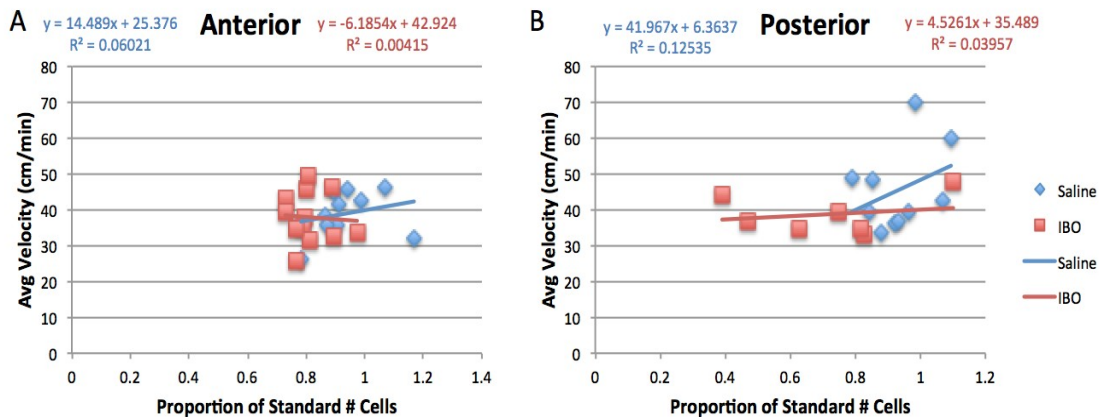 A
y = 14.489x + 25.376
R² = 0.06021
Anterior
y = -6.1854x + 42.924
R² = 0.00415
Avg Velocity (cm/min)
80
70
60
50
40
30
20
10
0
0 0.2 0.4 0.6 0.8 1 1.2 1.4
Proportion of Standard # Cells
B
y = 41.967x + 6.3637
R² = 0.12535
Posterior
y = 4.5261x + 35.489
R² = 0.03957
Avg Velocity (cm/min)
80
70
60
50
40
30
20
10
0
0 0.2 0.4 0.6 0.8 1 1.2
Proportion of Standard # Cells
Saline
IBO
Saline
IBO